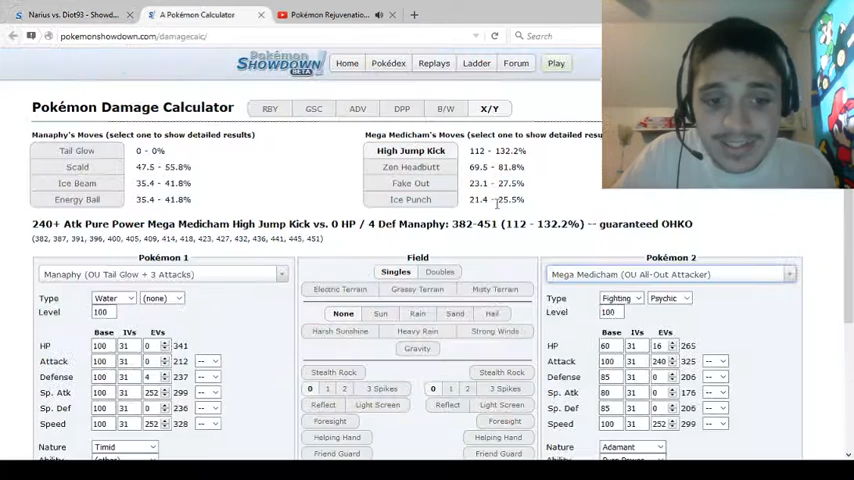 Narius vs. Diot93 - Showd...
A Pokémon Calculator
Pokémon Rejuvenatio...
pokemonshowdown.com/damagecalc/
Search
Pokémon
SHOWDOWN!
BETA
Home Pokédex Replays Ladder Forum Play
Pokémon Damage Calculator
RBY GSC ADV DPP B/W X/Y
Manaphy's Moves (select one to show detailed results)
Tail Glow 0 - 0%
Scald 47.5 - 55.8%
Ice Beam 35.4 - 41.8%
Energy Ball 35.4 - 41.8%
Mega Medicham's Moves (select one to show detailed resu
High Jump Kick 112 - 132.2%
Zen Headbutt 69.5 - 81.8%
Fake Out 23.1 - 27.5%
Ice Punch 21.4 - 25.5%
240+ Atk Pure Power Mega Medicham High Jump Kick vs. 0 HP / 4 Def Manaphy: 382-451 (112 - 132.2%) -- guaranteed OHKO
(382, 387, 391, 396, 400, 405, 409, 414, 418, 423, 427, 432, 436, 441, 445, 451)
Pokémon 1
Manaphy (OU Tail Glow + 3 Attacks)
Type Water (none)
Level 100
Base IVs EVs
HP 100 31 0 341
Attack 100 31 0 212 --
Defense 100 31 4 237 --
Sp. Atk 100 31 252 299 --
Sp. Def 100 31 0 236 --
Speed 100 31 252 328 --
Nature Timid
Ability (other)
Field
Singles Doubles
Electric Terrain Grassy Terrain Misty Terrain
None Sun Rain Sand Hail
Harsh Sunshine Heavy Rain Strong Winds
Gravity
Stealth Rock Stealth Rock
0 1 2 3 Spikes 0 1 2 3 Spikes
Reflect Light Screen Reflect Light Screen
Foresight Foresight
Helping Hand Helping Hand
Friend Guard Friend Guard
Pokémon 2
Mega Medicham (OU All-Out Attacker)
Type Fighting Psychic
Level 100
Base IVs EVs
HP 60 31 16 265
Attack 100 31 240 325 --
Defense 85 31 0 206 --
Sp. Atk 80 31 0 176 --
Sp. Def 85 31 0 206 --
Speed 100 31 252 299 --
Nature Adamant
Ability Pure Power